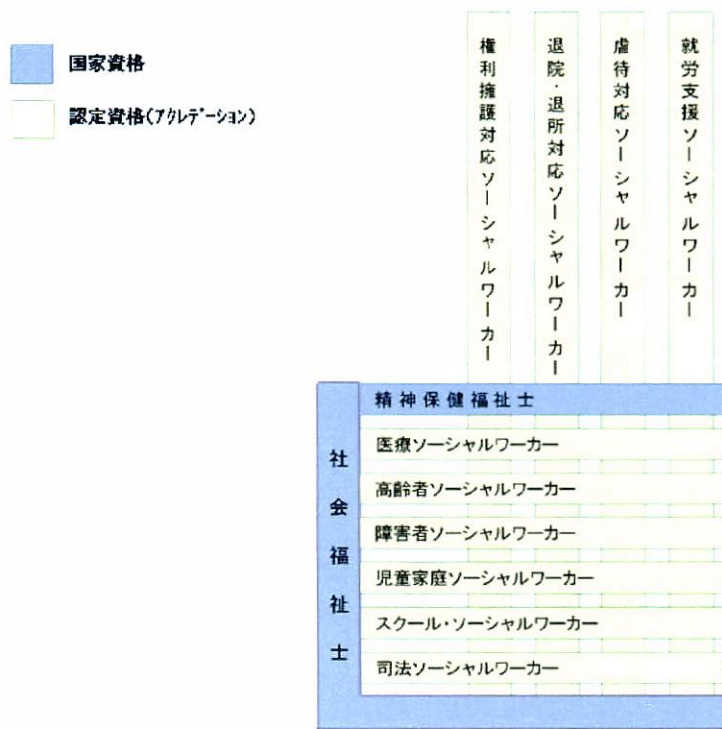 国家資格
認定資格(アクレデｰション)
権利擁護対応ソーシャルワーカー
退院・退所対応ソーシャルワーカー
虐待対応ソーシャルワーカー
就労支援ソーシャルワーカー
社会福祉士
精神保健福祉士
医療ソーシャルワーカー
高齢者ソーシャルワーカー
障害者ソーシャルワーカー
児童家庭ソーシャルワーカー
スクール・ソーシャルワーカー
司法ソーシャルワーカー